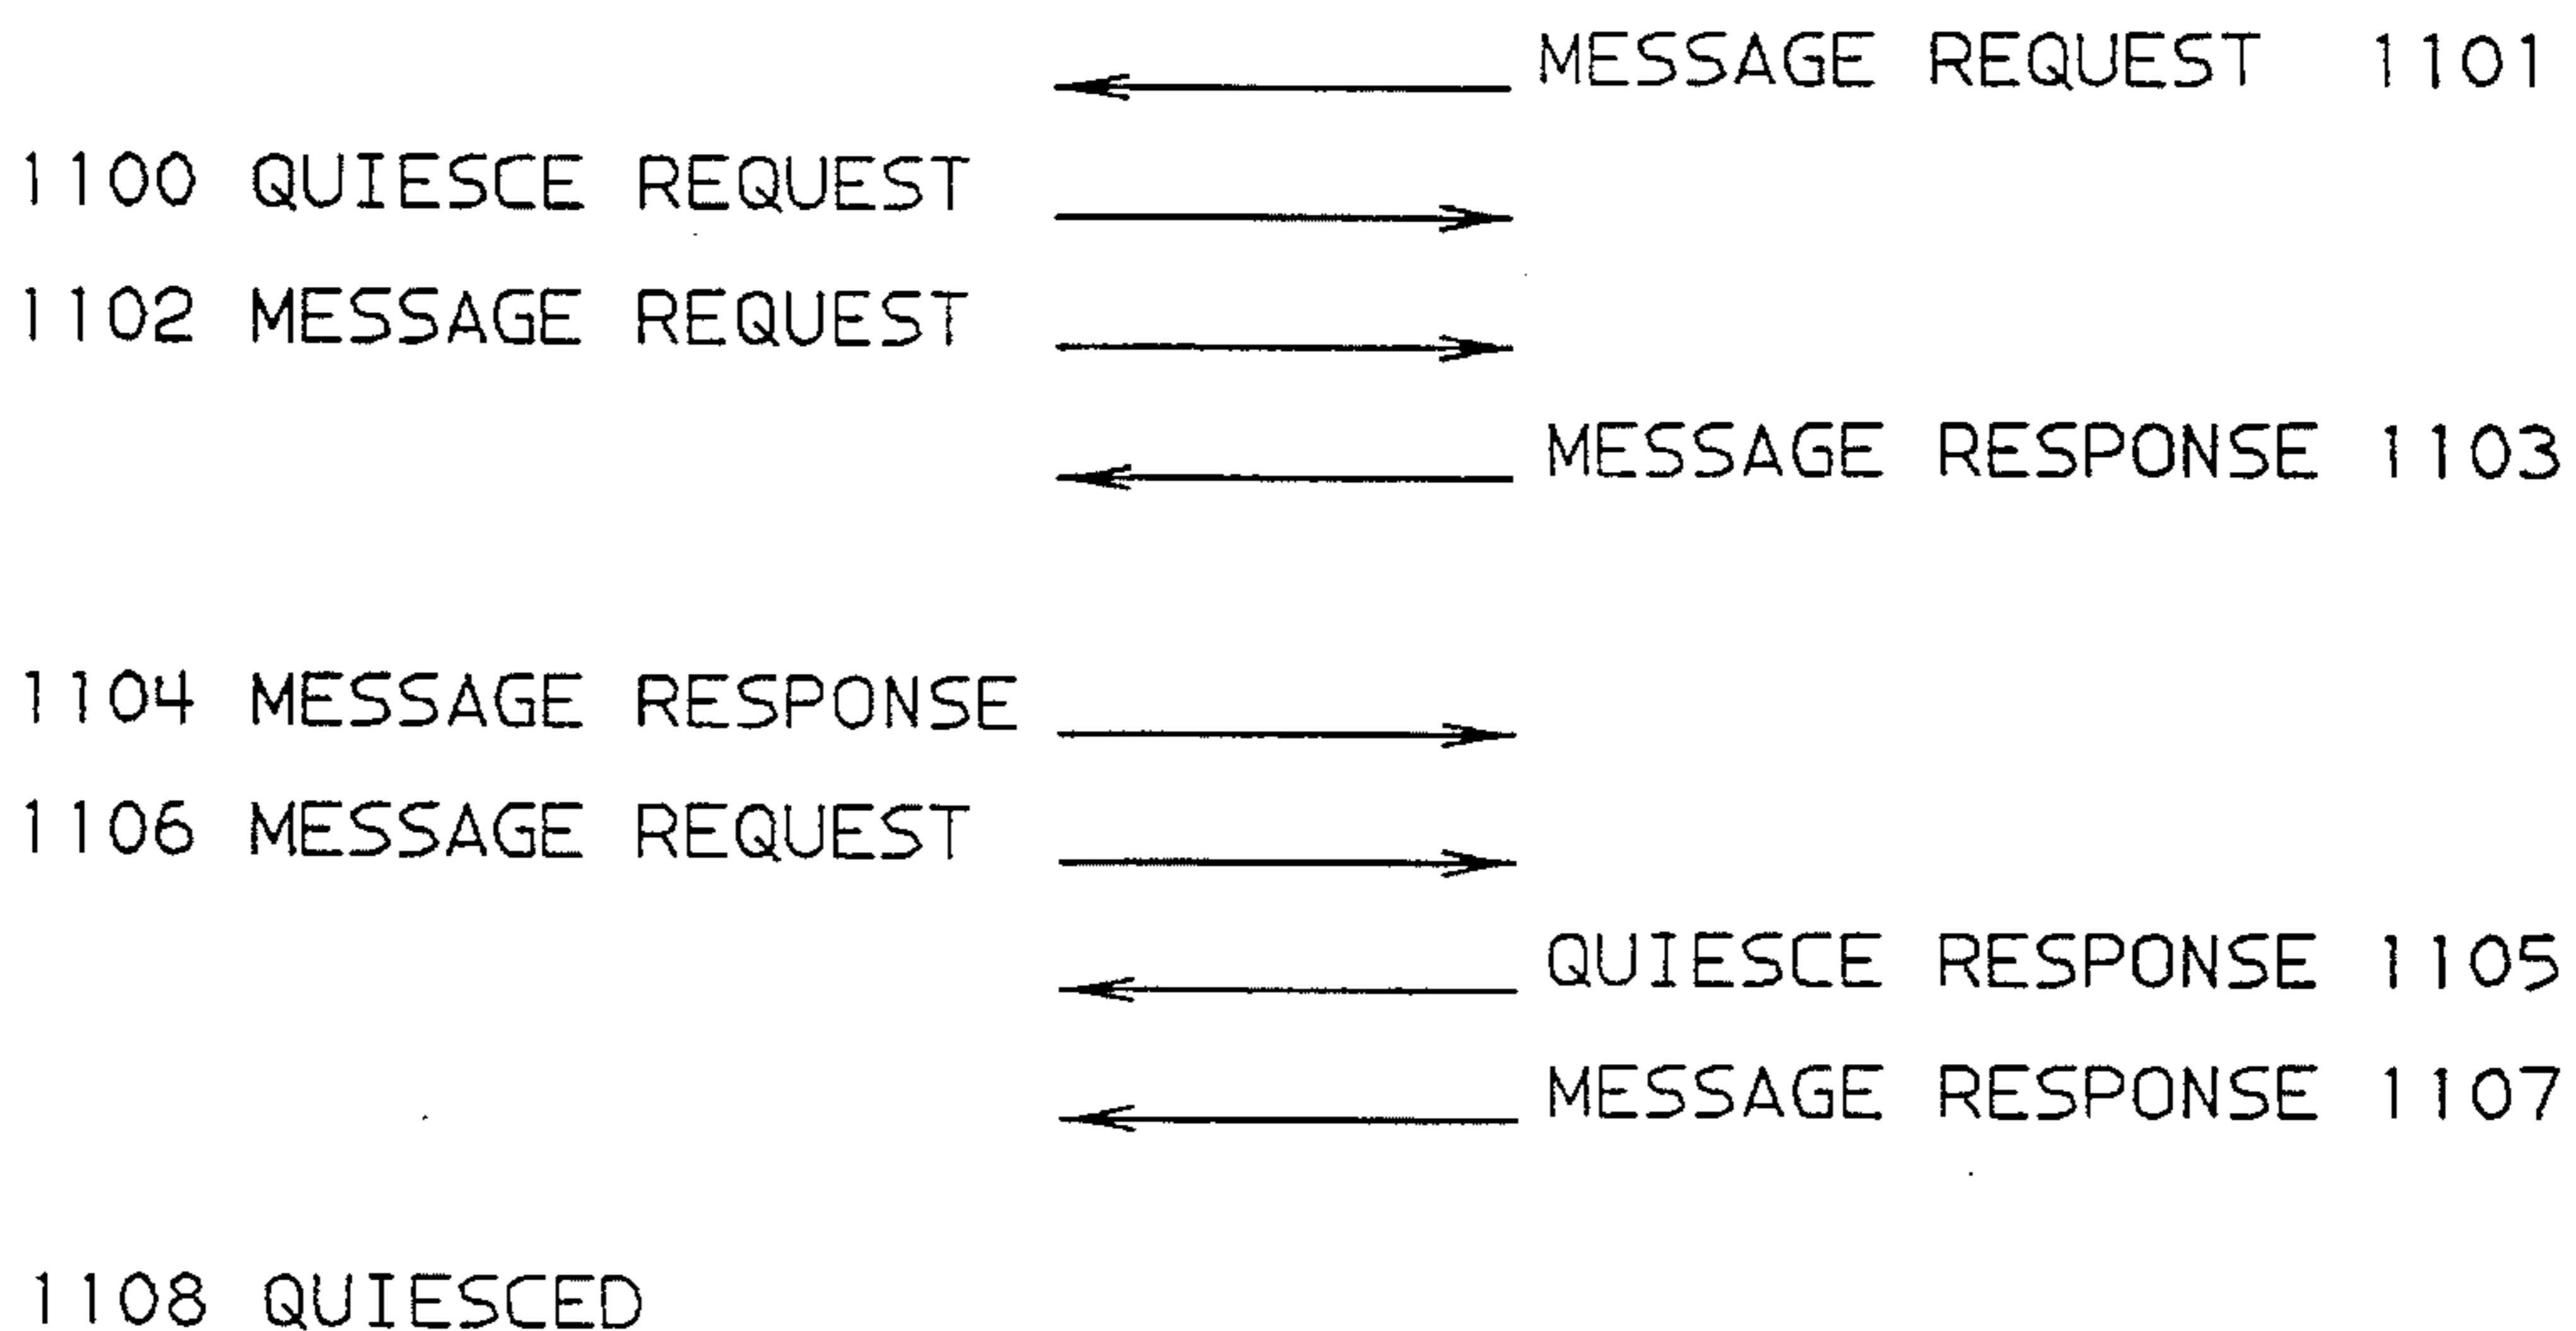 MESSAGE REQUEST 1101
1100 QUIESCE REQUEST
1102 MESSAGE REQUEST
MESSAGE RESPONSE 1103
1104 MESSAGE RESPONSE
1106 MESSAGE REQUEST
QUIESCE RESPONSE 1105
MESSAGE RESPONSE 1107
1108 QUIESCED